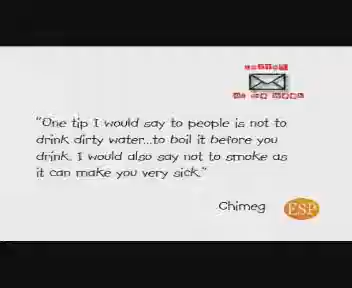 "One tip I would say to people is not to
drink dirty water...to boil it before you
drink. I would also say not to smoke as
it can make you very sick."
Chimeg
ESP